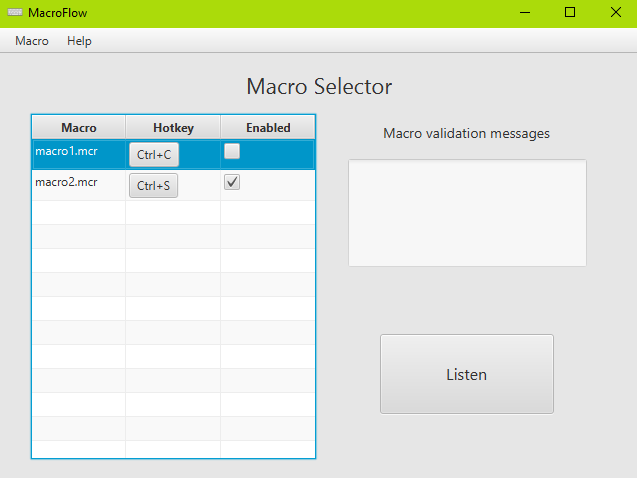 MacroFlow
Macro Help
Macro Selector
Macro Hotkey Enabled
macro1.mcr Ctrl+C
macro2.mcr Ctrl+S
Macro validation messages
Listen